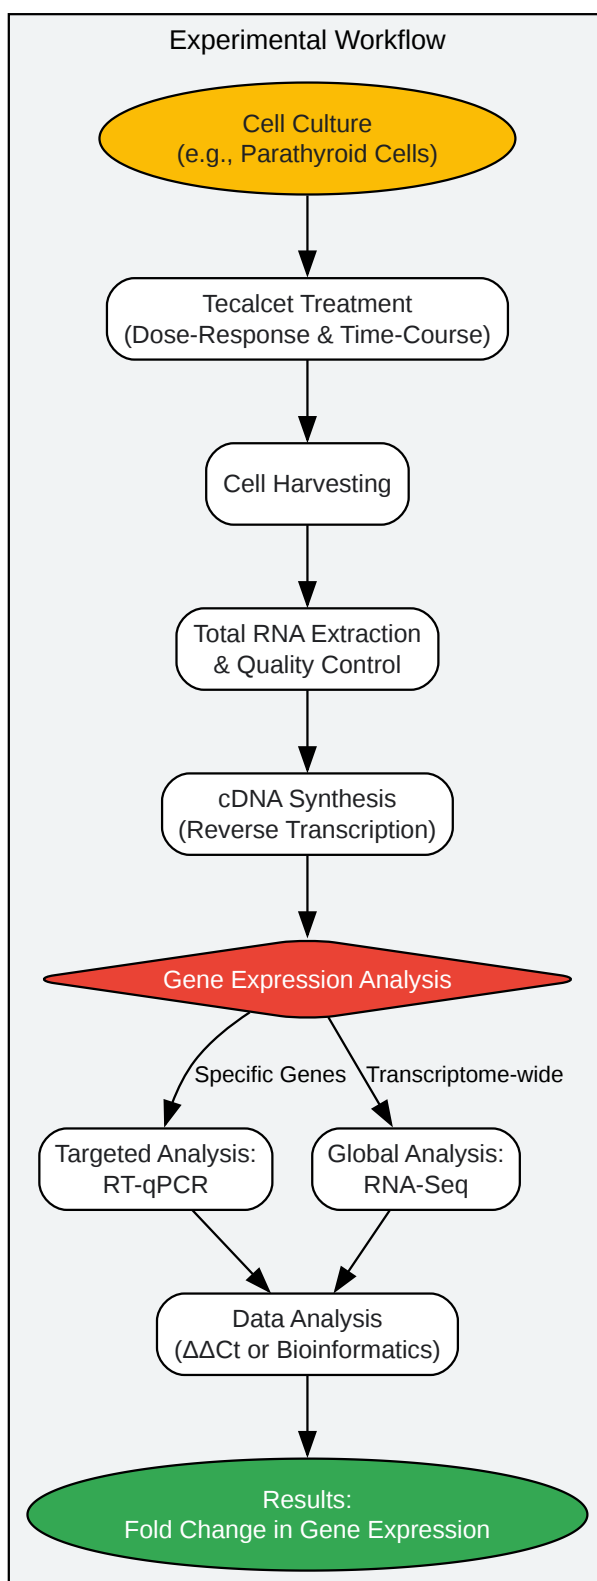 Experimental Workflow
Cell Culture
(e.g., Parathyroid Cells)
Tecalcet Treatment
(Dose-Response & Time-Course)
Cell Harvesting
Total RNA Extraction
& Quality Control
cDNA Synthesis
(Reverse Transcription)
Gene Expression Analysis
Specific Genes
Transcriptome-wide
Targeted Analysis:
RT-qPCR
Global Analysis:
RNA-Seq
Data Analysis
(ΔΔCt or Bioinformatics)
Results:
Fold Change in Gene Expression